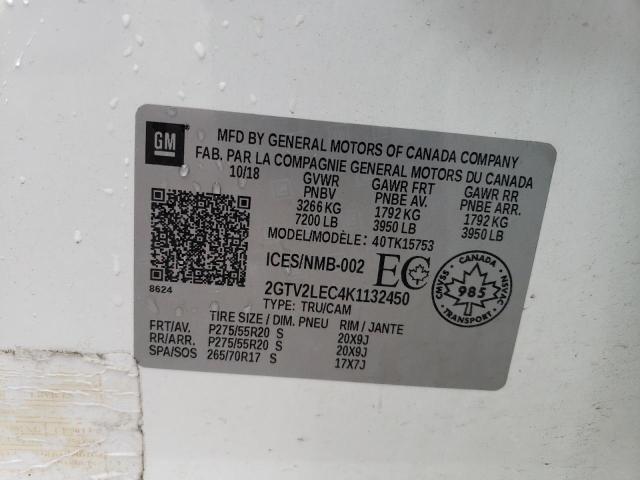 GM
MFD BY GENERAL MOTORS OF CANADA COMPANY
FAB. PAR LA COMPAGNIE GENERAL MOTORS DU CANADA
10/18 GVWR GAWR FRT GAWR RR
PNBV PNBE AV. PNBE ARR.
3266 KG 1792 KG 1792 KG
7200 LB 3950 LB 3950 LB
MODEL/MODÈLE: 40TK15753
ICES/NMB-002 EC
2GTV2LEC4K1132450
8624 TYPE: TRU/CAM
CANADA
CMVSS 985 NSVAC
TRANSPORT
TIRE SIZE / DIM. PNEU RIM / JANTE
FRT/AV. P275/55R20 S 20X9J
RR/ARR. P275/55R20 S 20X9J
SPA/SOS 265/70R17 S 17X7J